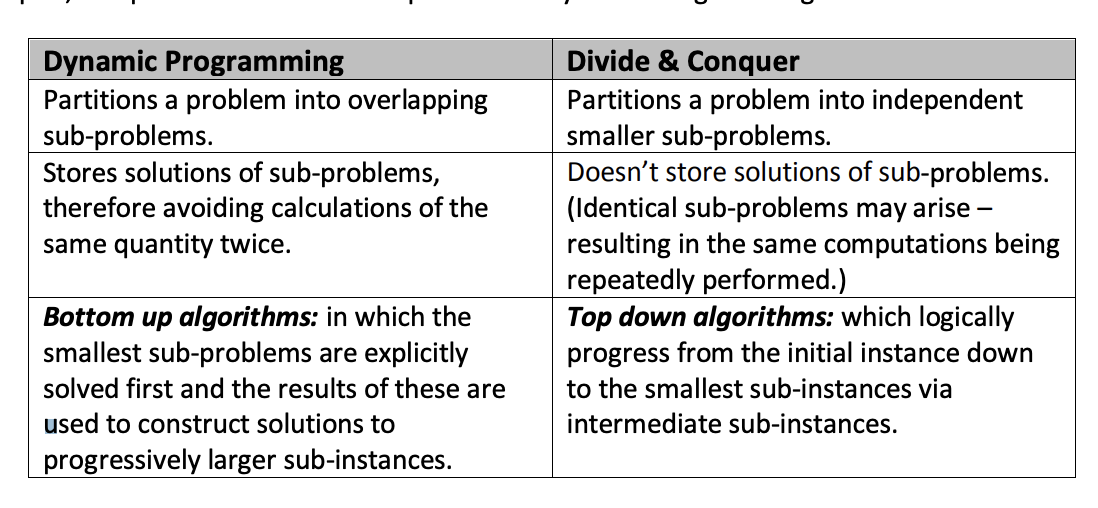 Dynamic Programming
Divide & Conquer
Partitions a problem into overlapping
sub-problems.
Partitions a problem into independent
smaller sub-problems.
Stores solutions of sub-problems,
therefore avoiding calculations of the
same quantity twice.
Doesn’t store solutions of sub-problems.
(Identical sub-problems may arise –
resulting in the same computations being
repeatedly performed.)
Bottom up algorithms: in which the
smallest sub-problems are explicitly
solved first and the results of these are
used to construct solutions to
progressively larger sub-instances.
Top down algorithms: which logically
progress from the initial instance down
to the smallest sub-instances via
intermediate sub-instances.